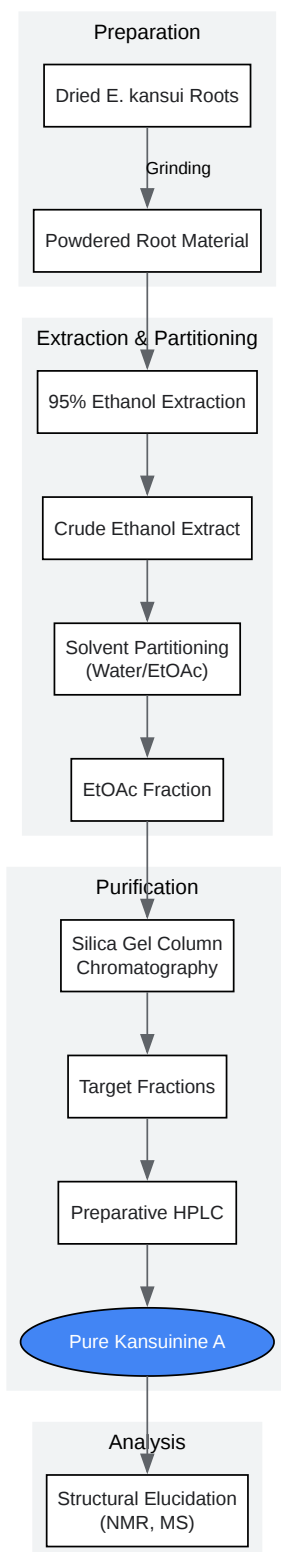 Preparation
Dried E. kansui Roots
Grinding
Powdered Root Material
Extraction & Partitioning
95% Ethanol Extraction
Crude Ethanol Extract
Solvent Partitioning
(Water/EtOAc)
EtOAc Fraction
Purification
Silica Gel Column
Chromatography
Target Fractions
Preparative HPLC
Pure Kansuinine A
Analysis
Structural Elucidation
(NMR, MS)